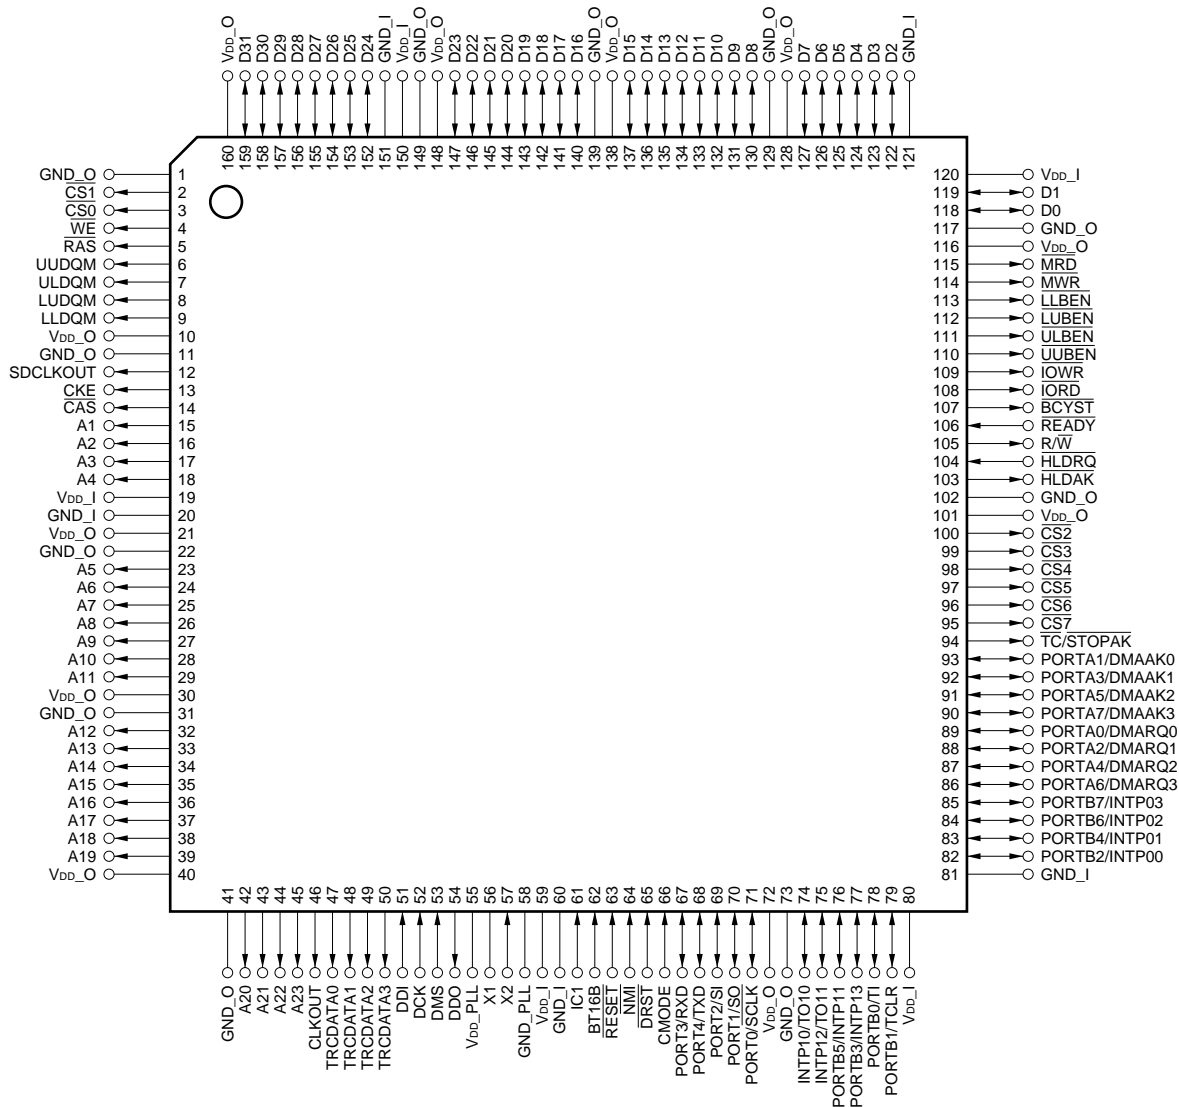 VDD_O 160
D31 159
D30 158
D29 157
D28 156
D27 155
D26 154
D25 153
D24 152
GND_I 151
VDD_I 150
GND_O 149
VDD_O 148
D23 147
D22 146
D21 145
D20 144
D19 143
D18 142
D17 141
D16 140
GND_O 139
VDD_O 138
D15 137
D14 136
D13 135
D12 134
D11 133
D10 132
D9 131
D8 130
GND_O 129
VDD_O 128
D7 127
D6 126
D5 125
D4 124
D3 123
D2 122
GND_I 121
GND_O 1
CS1 2
CS0 3
WE 4
RAS 5
UUDQM 6
ULDQM 7
LUDQM 8
LLDQM 9
VDD_O 10
GND_O 11
SDCLKOUT 12
CKE 13
CAS 14
A1 15
A2 16
A3 17
A4 18
VDD_I 19
GND_I 20
VDD_O 21
GND_O 22
A5 23
A6 24
A7 25
A8 26
A9 27
A10 28
A11 29
VDD_O 30
GND_O 31
A12 32
A13 33
A14 34
A15 35
A16 36
A17 37
A18 38
A19 39
VDD_O 40
120 VDD_I
119 D1
118 D0
117 GND_O
116 VDD_O
115 MRD
114 MWR
113 LLBEN
112 LUBEN
111 ULBEN
110 UUBEN
109 IOWR
108 IORD
107 BCYST
106 READY
105 R/W
104 HLDRQ
103 HLDAK
102 GND_O
101 VDD_O
100 CS2
99 CS3
98 CS4
97 CS5
96 CS6
95 CS7
94 TC/STOPAK
93 PORTA1/DMAAK0
92 PORTA3/DMAAK1
91 PORTA5/DMAAK2
90 PORTA7/DMAAK3
89 PORTA0/DMARQ0
88 PORTA2/DMARQ1
87 PORTA4/DMARQ2
86 PORTA6/DMARQ3
85 PORTB7/INTP03
84 PORTB6/INTP02
83 PORTB4/INTP01
82 PORTB2/INTP00
81 GND_I
41 GND_O
42 A20
43 A21
44 A22
45 A23
46 CLKOUT
47 TRCDATA0
48 TRCDATA1
49 TRCDATA2
50 TRCDATA3
51 DDI
52 DCK
53 DMS
54 DDO
55 VDD_PLL
56 X1
57 X2
58 GND_PLL
59 VDD_I
60 GND_I
61 IC1
62 BT16B
63 RESET
64 NMI
65 DRST
66 CMODE
67 PORT3/RXD
68 PORT4/TXD
69 PORT2/SI
70 PORT1/SO
71 PORT0/SCLK
72 VDD_O
73 GND_O
74 INTP10/TO10
75 INTP12/TO11
76 PORTB5/INTP11
77 PORTB3/INTP13
78 PORTB0/TI
79 PORTB1/TCLR
80 VDD_I